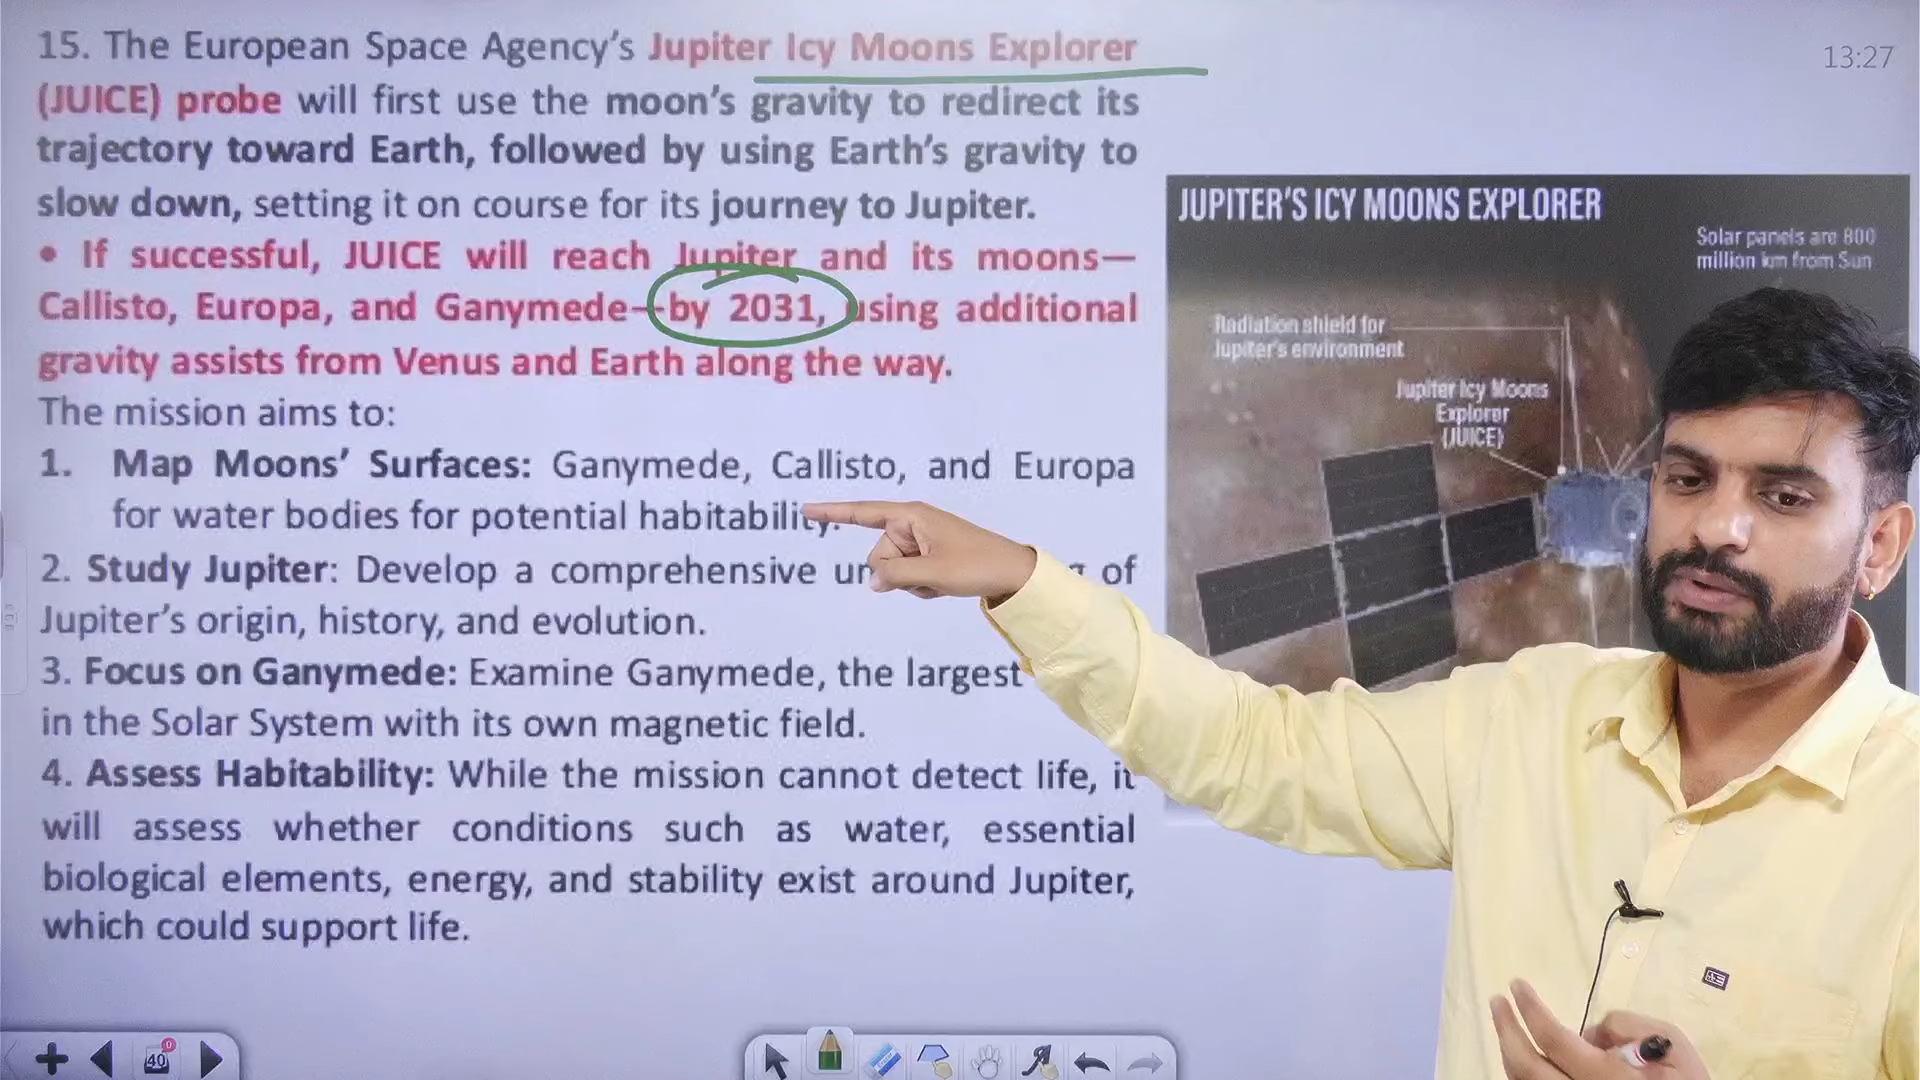 15. The European Space Agency's Jupiter Icy Moons Explorer
(JUICE) probe will first use the moon's gravity to redirect its
trajectory toward Earth, followed by using Earth's gravity to
slow down, setting it on course for its journey to Jupiter.
• If successful, JUICE will reach Jupiter and its moons—
Callisto, Europa, and Ganymede—by 2031, using additional
gravity assists from Venus and Earth along the way.
The mission aims to:
1. Map Moons' Surfaces: Ganymede, Callisto, and Europa
for water bodies for potential habitability.
2. Study Jupiter: Develop a comprehensive of
Jupiter's origin, history, and evolution.
3. Focus on Ganymede: Examine Ganymede, the largest
in the Solar System with its own magnetic field.
4. Assess Habitability: While the mission cannot detect life, it
will assess whether conditions such as water, essential
biological elements, energy, and stability exist around Jupiter,
which could support life.
13:27
JUPITER'S ICY MOONS EXPLORER
Solar panels are 800
million km from Sun
Radiation shield for
Jupiter's environment
Jupiter Icy Moons
Explorer
(JUICE)
40
0